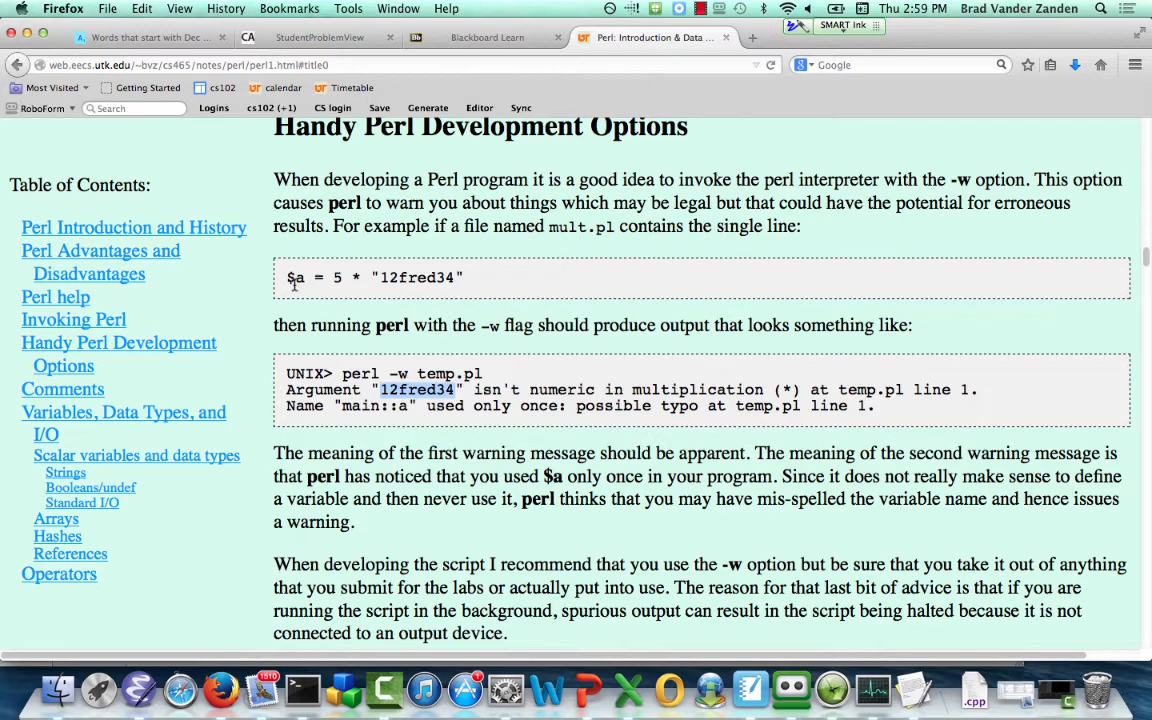 Firefox File Edit View History Bookmarks Tools Window Help Thu 2:59 PM Brad Vander Zanden
SMART Ink
Words that start with Dec ... StudentProblemView Blackboard Learn Perl: Introduction & Data ...
web.eecs.utk.edu/~bvz/cs465/notes/perl/perl1.html#title0 Google
Most Visited Getting Started cs102 calendar Timetable
RoboForm Search Logins cs102 (+1) CS login Save Generate Editor Sync
Handy Perl Development Options
Table of Contents:
Perl Introduction and History
Perl Advantages and
Disadvantages
Perl help
Invoking Perl
Handy Perl Development
Options
Comments
Variables, Data Types, and
I/O
Scalar variables and data types
Strings
Booleans/undef
Standard I/O
Arrays
Hashes
References
Operators
When developing a Perl program it is a good idea to invoke the perl interpreter with the -w option. This option
causes perl to warn you about things which may be legal but that could have the potential for erroneous
results. For example if a file named mult.pl contains the single line:
$a = 5 * "12fred34"
then running perl with the -w flag should produce output that looks something like:
UNIX> perl -w temp.pl
Argument "12fred34" isn't numeric in multiplication (*) at temp.pl line 1.
Name "main::a" used only once: possible typo at temp.pl line 1.
The meaning of the first warning message should be apparent. The meaning of the second warning message is
that perl has noticed that you used $a only once in your program. Since it does not really make sense to define
a variable and then never use it, perl thinks that you may have mis-spelled the variable name and hence issues
a warning.
When developing the script I recommend that you use the -w option but be sure that you take it out of anything
that you submit for the labs or actually put into use. The reason for that last bit of advice is that if you are
running the script in the background, spurious output can result in the script being halted because it is not
connected to an output device.
1510
1
.cpp